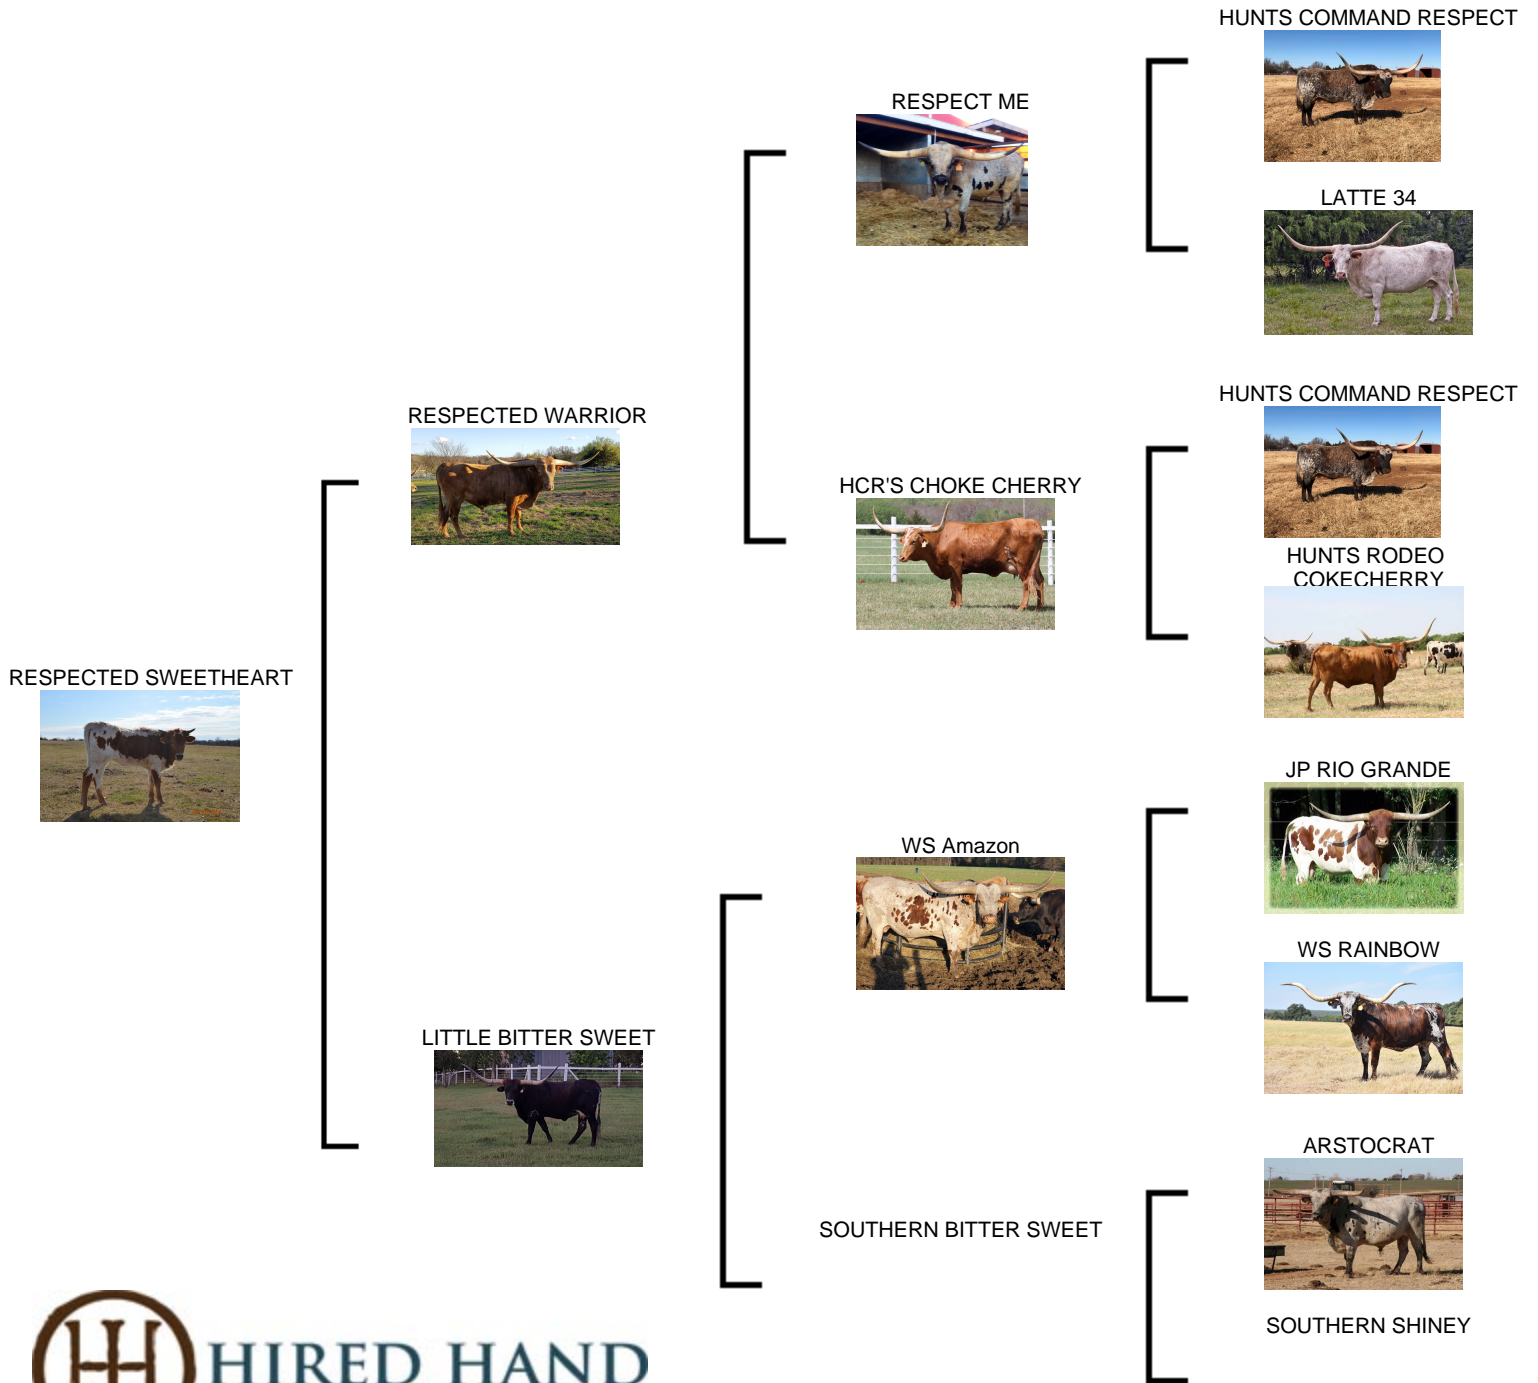 HUNTS COMMAND RESPECT
RESPECT ME
LATTE 34
HUNTS COMMAND RESPECT
RESPECTED WARRIOR
HCR'S CHOKE CHERRY
HUNTS RODEO
COKECHERRY
RESPECTED SWEETHEART
JP RIO GRANDE
WS Amazon
WS RAINBOW
LITTLE BITTER SWEET
ARSTOCRAT
SOUTHERN BITTER SWEET
SOUTHERN SHINEY
HIRED HAND